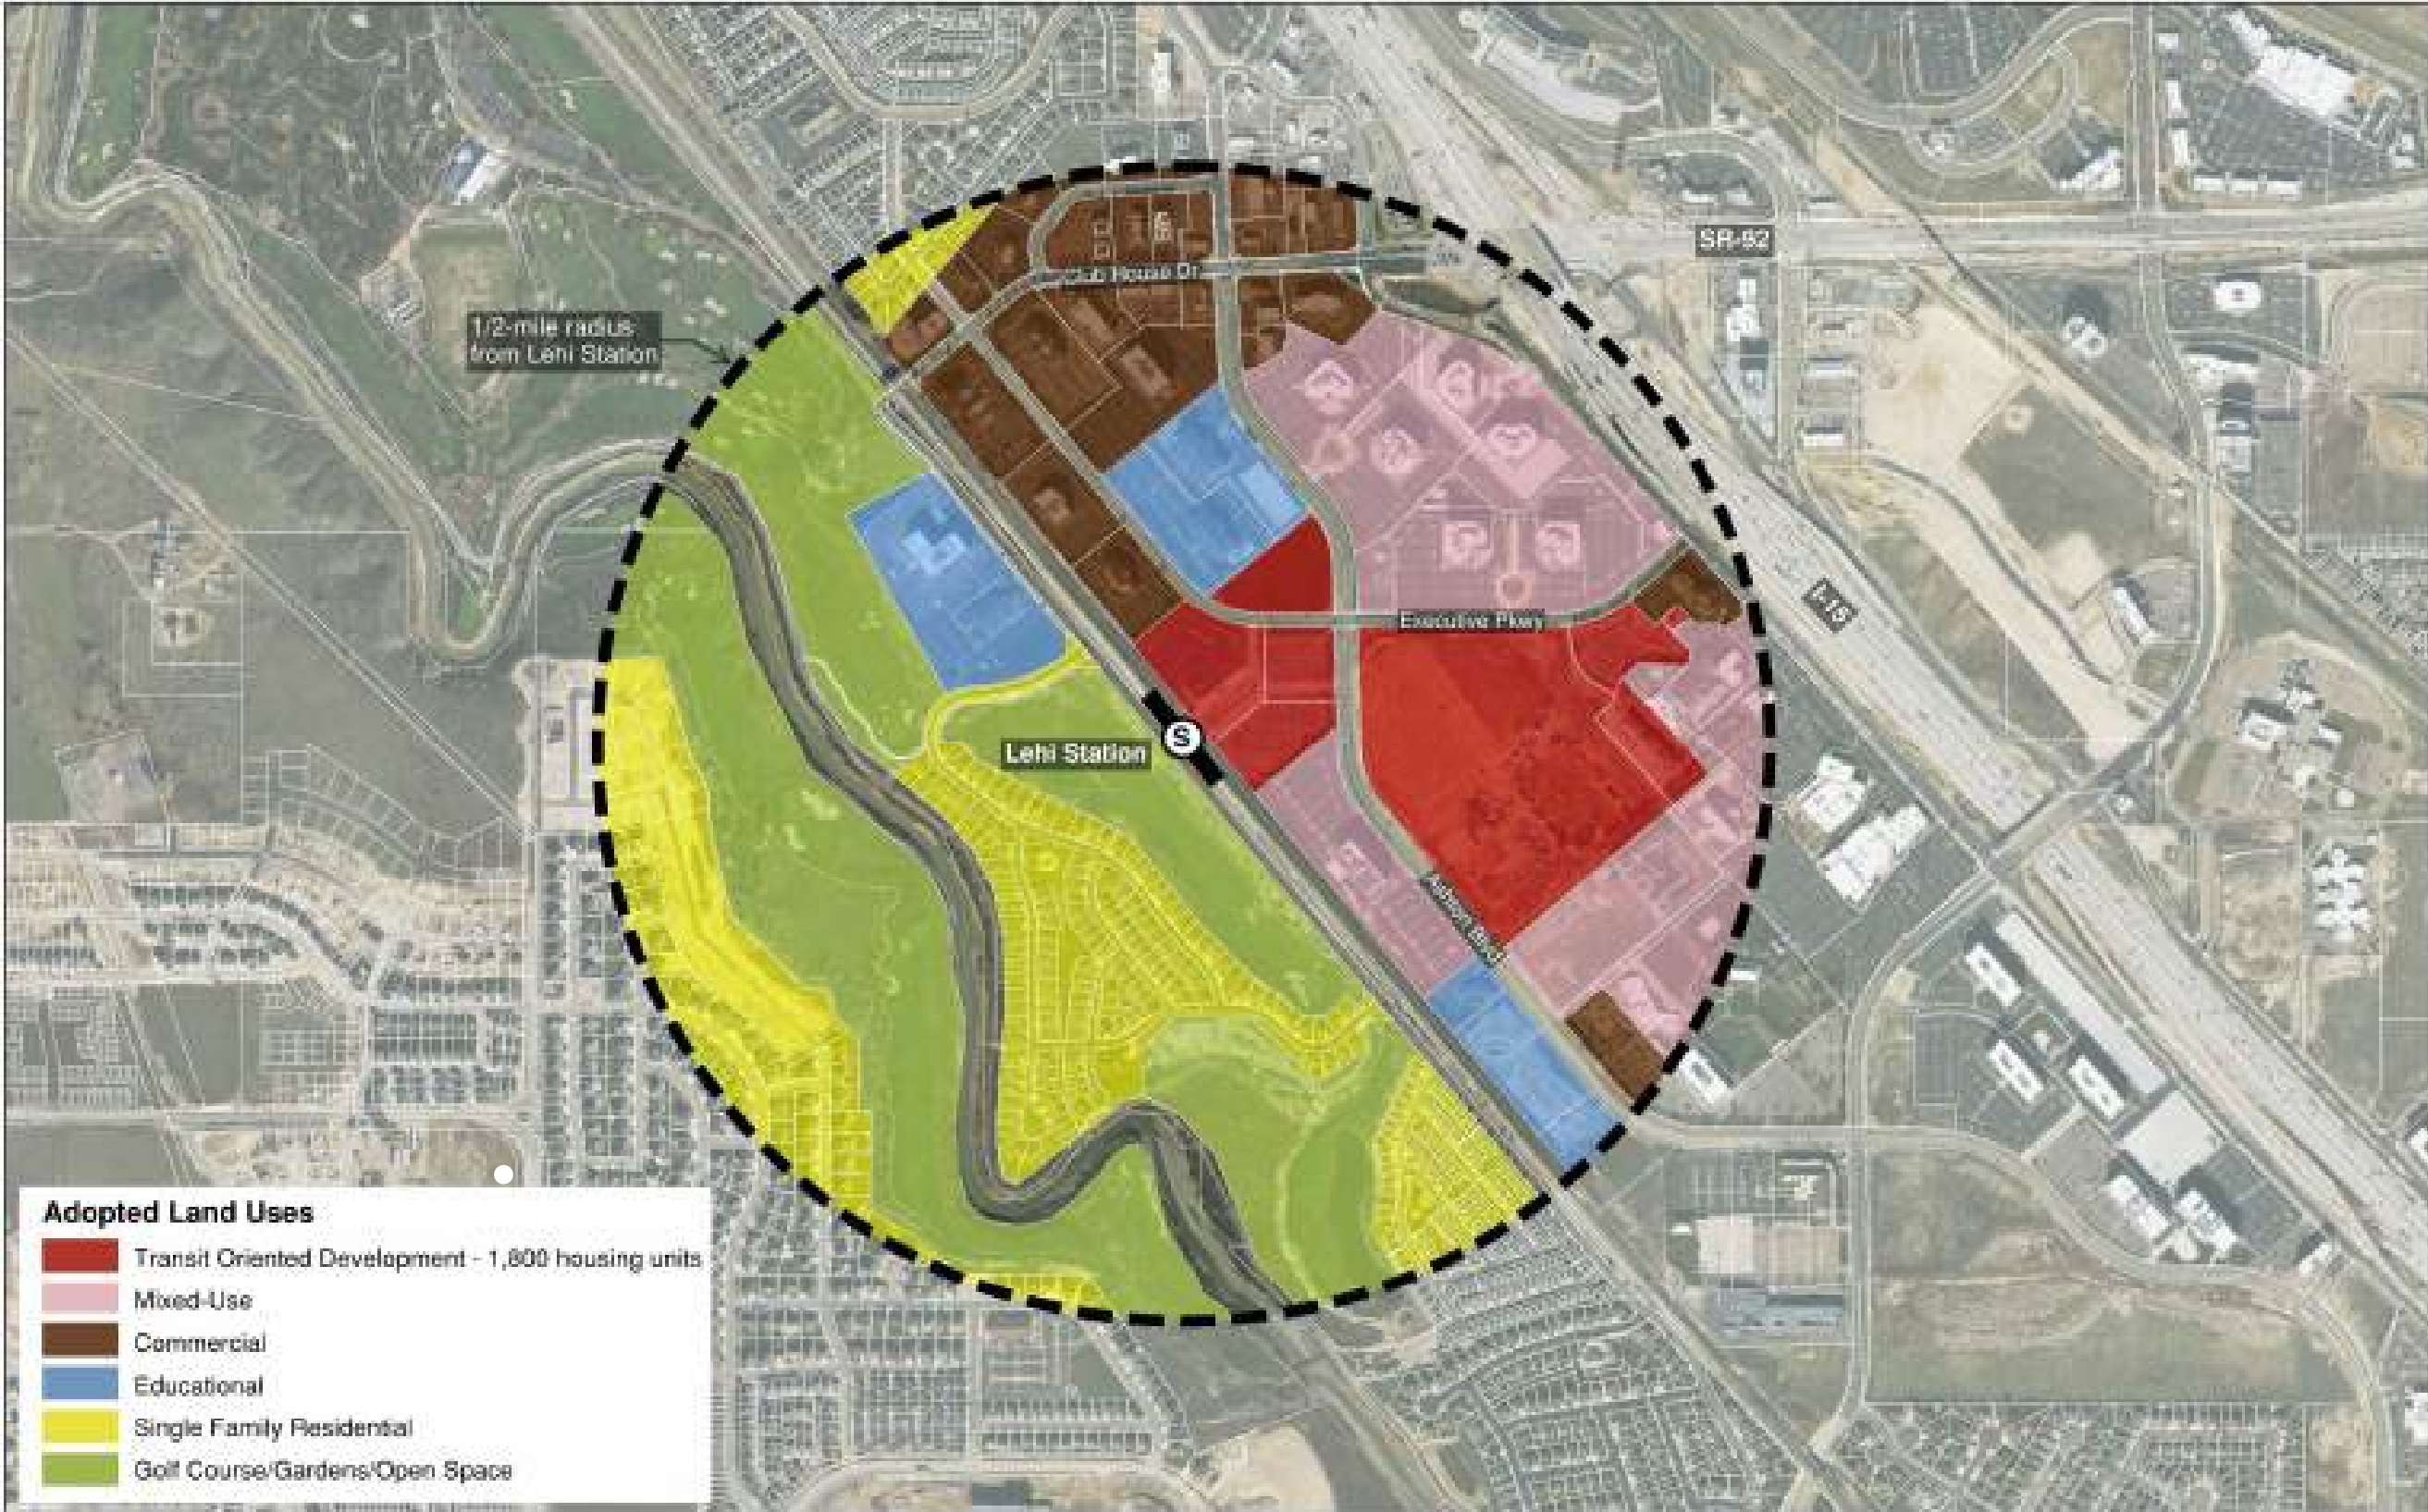 SR-92
Club House Dr
1/2-mile radius
from Lehi Station
I-15
Executive Pkwy
S
Lehi Station
Ashton Blvd
Adopted Land Uses
Transit Oriented Development - 1,800 housing units
Mixed-Use
Commercial
Educational
Single Family Residential
Golf Course/Gardens/Open Space